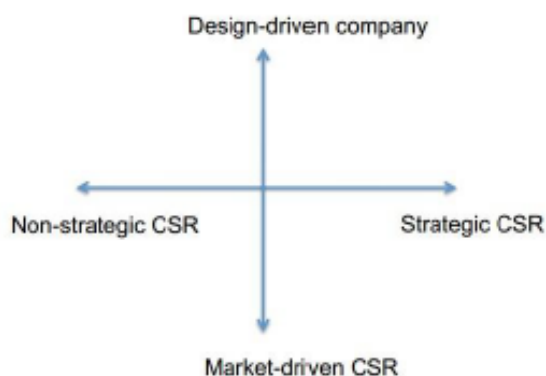 Design-driven company
Non-strategic CSR
Strategic CSR
Market-driven CSR